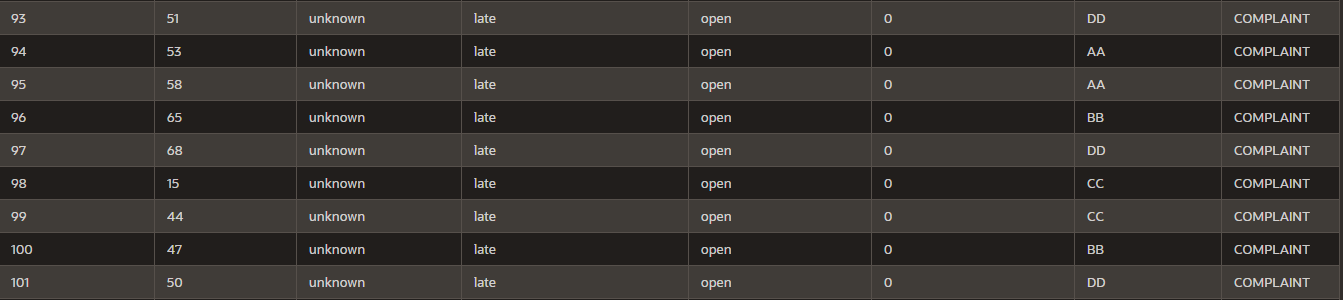 93 51 unknown late open 0 DD COMPLAINT
94 53 unknown late open 0 AA COMPLAINT
95 58 unknown late open 0 AA COMPLAINT
96 65 unknown late open 0 BB COMPLAINT
97 68 unknown late open 0 DD COMPLAINT
98 15 unknown late open 0 CC COMPLAINT
99 44 unknown late open 0 CC COMPLAINT
100 47 unknown late open 0 BB COMPLAINT
101 50 unknown late open 0 DD COMPLAINT